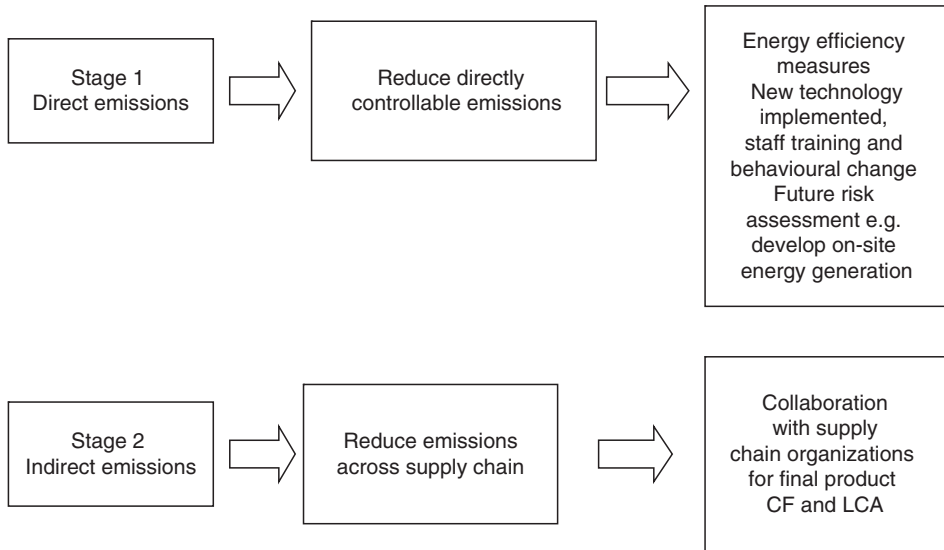 Stage 1
Direct emissions
Reduce directly
controllable emissions
Energy efficiency
measures
New technology
implemented,
staff training and
behavioural change
Future risk
assessment e.g.
develop on-site
energy generation
Stage 2
Indirect emissions
Reduce emissions
across supply chain
Collaboration
with supply
chain organizations
for final product
CF and LCA